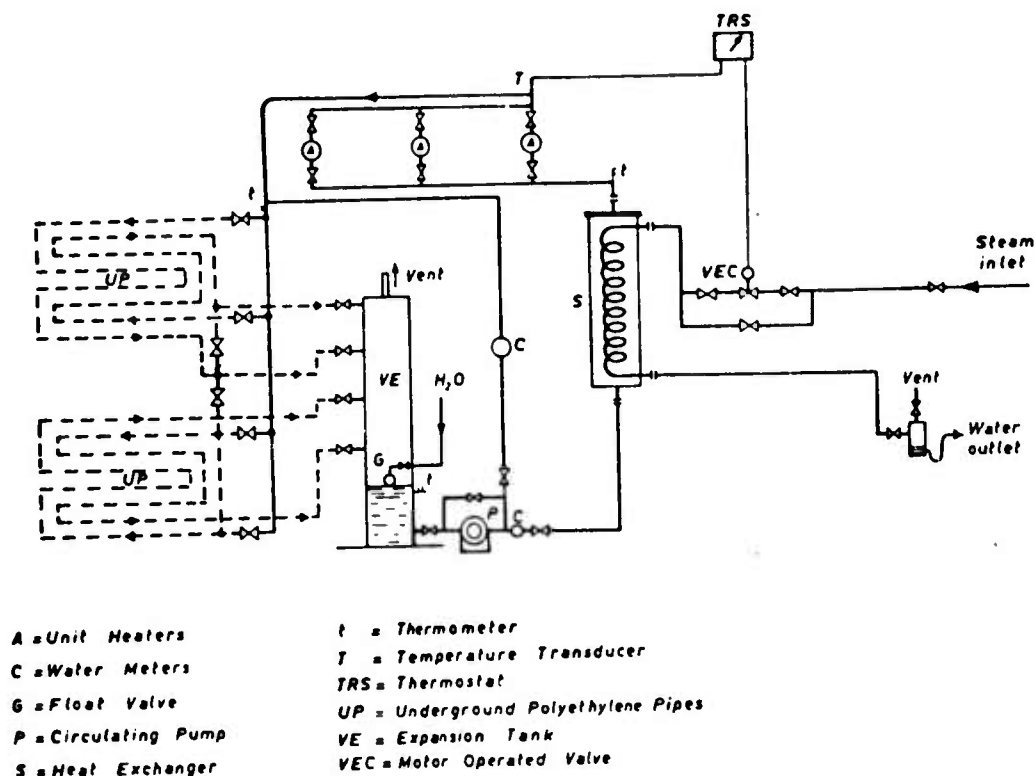 TRS
T
A A A
t
t
Steam
inlet
VEC
UP
Vent
S
C
VE
H₂O
Vent
Water
outlet
G
t
UP
P
C
A = Unit Heaters
C = Water Meters
G = Float Valve
P = Circulating Pump
S = Heat Exchanger
t = Thermometer
T = Temperature Transducer
TRS = Thermostat
UP = Underground Polyethylene Pipes
VE = Expansion Tank
VEC = Motor Operated Valve